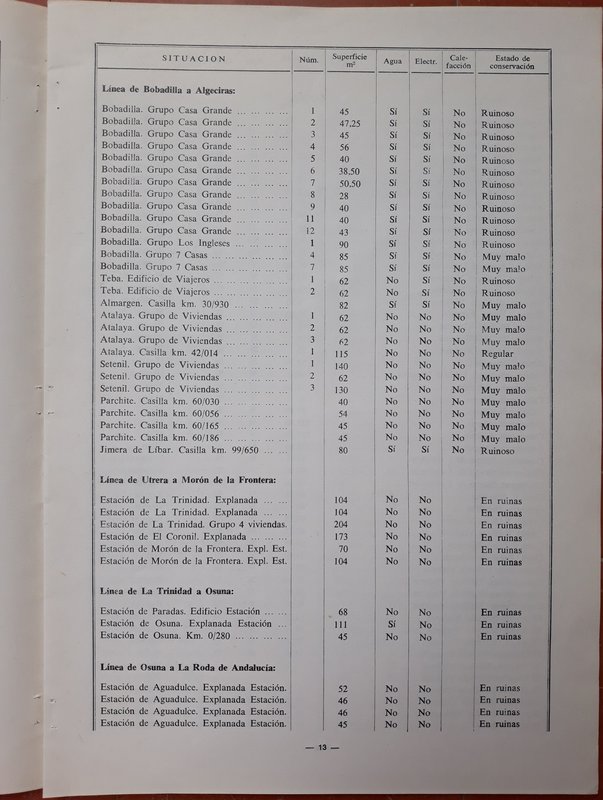 SITUACION Núm. Superficie m² Agua Electr. Cale-facción Estado de conservación
Línea de Bobadilla a Algeciras:
Bobadilla. Grupo Casa Grande ... ... ... ... 1 45 Sí Sí No Ruinoso
Bobadilla. Grupo Casa Grande ... ... ... ... 2 47,25 Sí Sí No Ruinoso
Bobadilla. Grupo Casa Grande ... ... ... ... 3 45 Sí Sí No Ruinoso
Bobadilla. Grupo Casa Grande ... ... ... ... 4 56 Sí Sí No Ruinoso
Bobadilla. Grupo Casa Grande ... ... ... ... 5 40 Sí Sí No Ruinoso
Bobadilla. Grupo Casa Grande ... ... ... ... 6 38,50 Sí Sí No Ruinoso
Bobadilla. Grupo Casa Grande ... ... ... ... 7 50,50 Sí Sí No Ruinoso
Bobadilla. Grupo Casa Grande ... ... ... ... 8 28 Sí Sí No Ruinoso
Bobadilla. Grupo Casa Grande ... ... ... ... 9 40 Sí Sí No Ruinoso
Bobadilla. Grupo Casa Grande ... ... ... ... 11 40 Sí Sí No Ruinoso
Bobadilla. Grupo Casa Grande ... ... ... ... 12 43 Sí Sí No Ruinoso
Bobadilla. Grupo Los Ingleses ... ... ... ... 1 90 Sí Sí No Ruinoso
Bobadilla. Grupo 7 Casas ... ... ... ... ... ... 4 85 Sí Sí No Muy malo
Bobadilla. Grupo 7 Casas ... ... ... ... ... ... 7 85 Sí Sí No Muy malo
Teba. Edificio de Viajeros ... ... ... ... ... ... 1 62 No Sí No Ruinoso
Teba. Edificio de Viajeros ... ... ... ... ... ... 2 62 No Sí No Ruinoso
Almargen. Casilla km. 30/930 ... ... ... ... 82 Sí Sí No Muy malo
Atalaya. Grupo de Viviendas ... ... ... ... ... 1 62 No No No Muy malo
Atalaya. Grupo de Viviendas ... ... ... ... ... 2 62 No No No Muy malo
Atalaya. Grupo de Viviendas ... ... ... ... ... 3 62 No No No Muy malo
Atalaya. Casilla km. 42/014 ... ... ... ... ... 1 115 No No No Regular
Setenil. Grupo de Viviendas ... ... ... ... ... 1 140 No No No Muy malo
Setenil. Grupo de Viviendas ... ... ... ... ... 2 62 No No No Muy malo
Setenil. Grupo de Viviendas ... ... ... ... ... 3 130 No No No Muy malo
Parchite. Casilla km. 60/030 ... ... ... ... ... 40 No No No Muy malo
Parchite. Casilla km. 60/056 ... ... ... ... ... 54 No No No Muy malo
Parchite. Casilla km. 60/165 ... ... ... ... ... 45 No No No Muy malo
Parchite. Casilla km. 60/186 ... ... ... ... ... 45 No No No Muy malo
Jimera de Líbar. Casilla km. 99/650 ... ... 80 Sí Sí No Ruinoso
Línea de Utrera a Morón de la Frontera:
Estación de La Trinidad. Explanada ... ... 104 No No En ruinas
Estación de La Trinidad. Explanada ... ... 104 No No En ruinas
Estación de La Trinidad. Grupo 4 viviendas. 204 No No En ruinas
Estación de El Coronil. Explanada ... ... ... 173 No No En ruinas
Estación de Morón de la Frontera. Expl. Est. 70 No No En ruinas
Estación de Morón de la Frontera. Expl. Est. 104 No No En ruinas
Línea de La Trinidad a Osuna:
Estación de Paradas. Edificio Estación ... ... 68 No No En ruinas
Estación de Osuna. Explanada Estación ... 111 Sí No En ruinas
Estación de Osuna. Km. 0/280 ... ... ... ... 45 No No En ruinas
Línea de Osuna a La Roda de Andalucía:
Estación de Aguadulce. Explanada Estación. 52 No No En ruinas
Estación de Aguadulce. Explanada Estación. 46 No No En ruinas
Estación de Aguadulce. Explanada Estación. 46 No No En ruinas
Estación de Aguadulce. Explanada Estación. 45 No No En ruinas
— 13 —